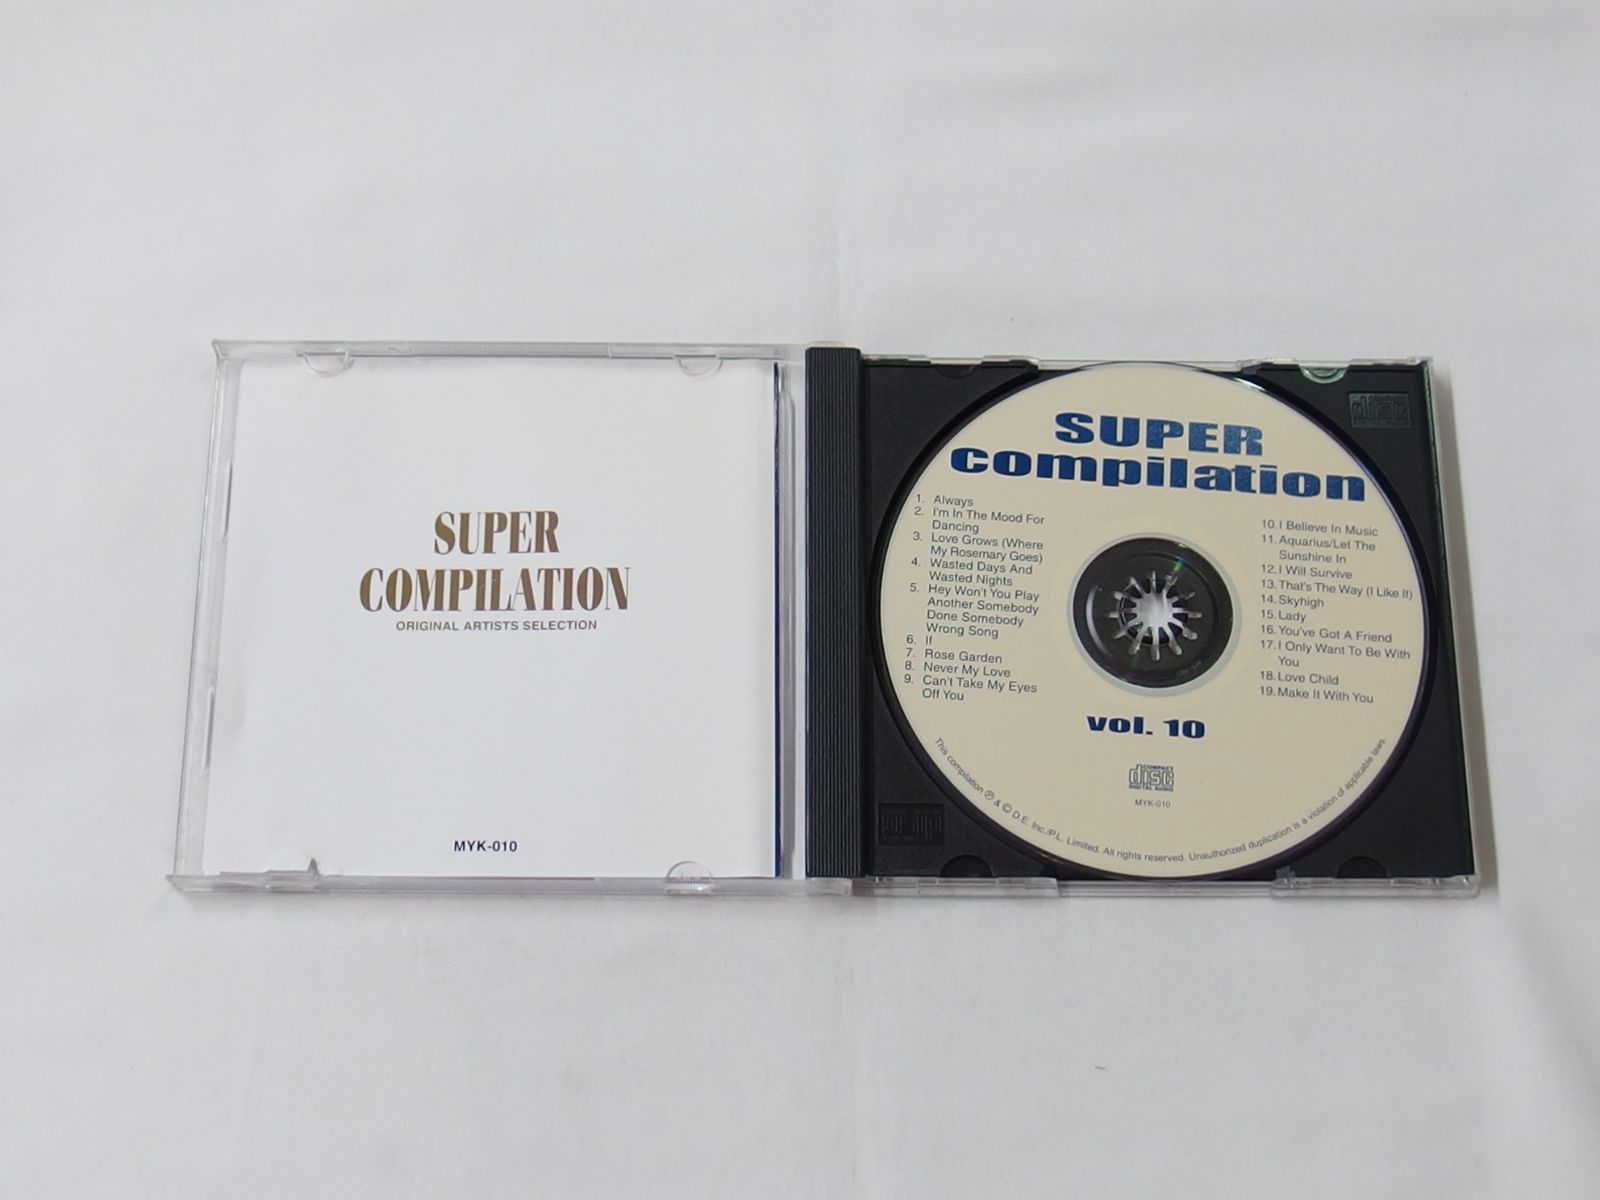 SUPER
COMPILATION
ORIGINAL ARTISTS SELECTION
MYK-010
SUPER
compilation
1. Always
2. I'm In The Mood For
Dancing
3. Love Grows (Where
My Rosemary Goes)
4. Wasted Days And
Wasted Nights
5. Hey Won't You Play
Another Somebody
Done Somebody
Wrong Song
6. If
7. Rose Garden
8. Never My Love
9. Can't Take My Eyes
Off You
10. I Believe In Music
11. Aquarius/Let The
Sunshine In
12. I Will Survive
13. That's The Way (I Like It)
14. Skyhigh
15. Lady
16. You've Got A Friend
17. I Only Want To Be With
You
18. Love Child
19. Make It With You
vol. 10
COMPACT
disc
DIGITAL AUDIO
MYK-010
This compilation ℗ & © D.E. Inc./P.L. Limited. All rights reserved. Unauthorized duplication is a violation of applicable laws.